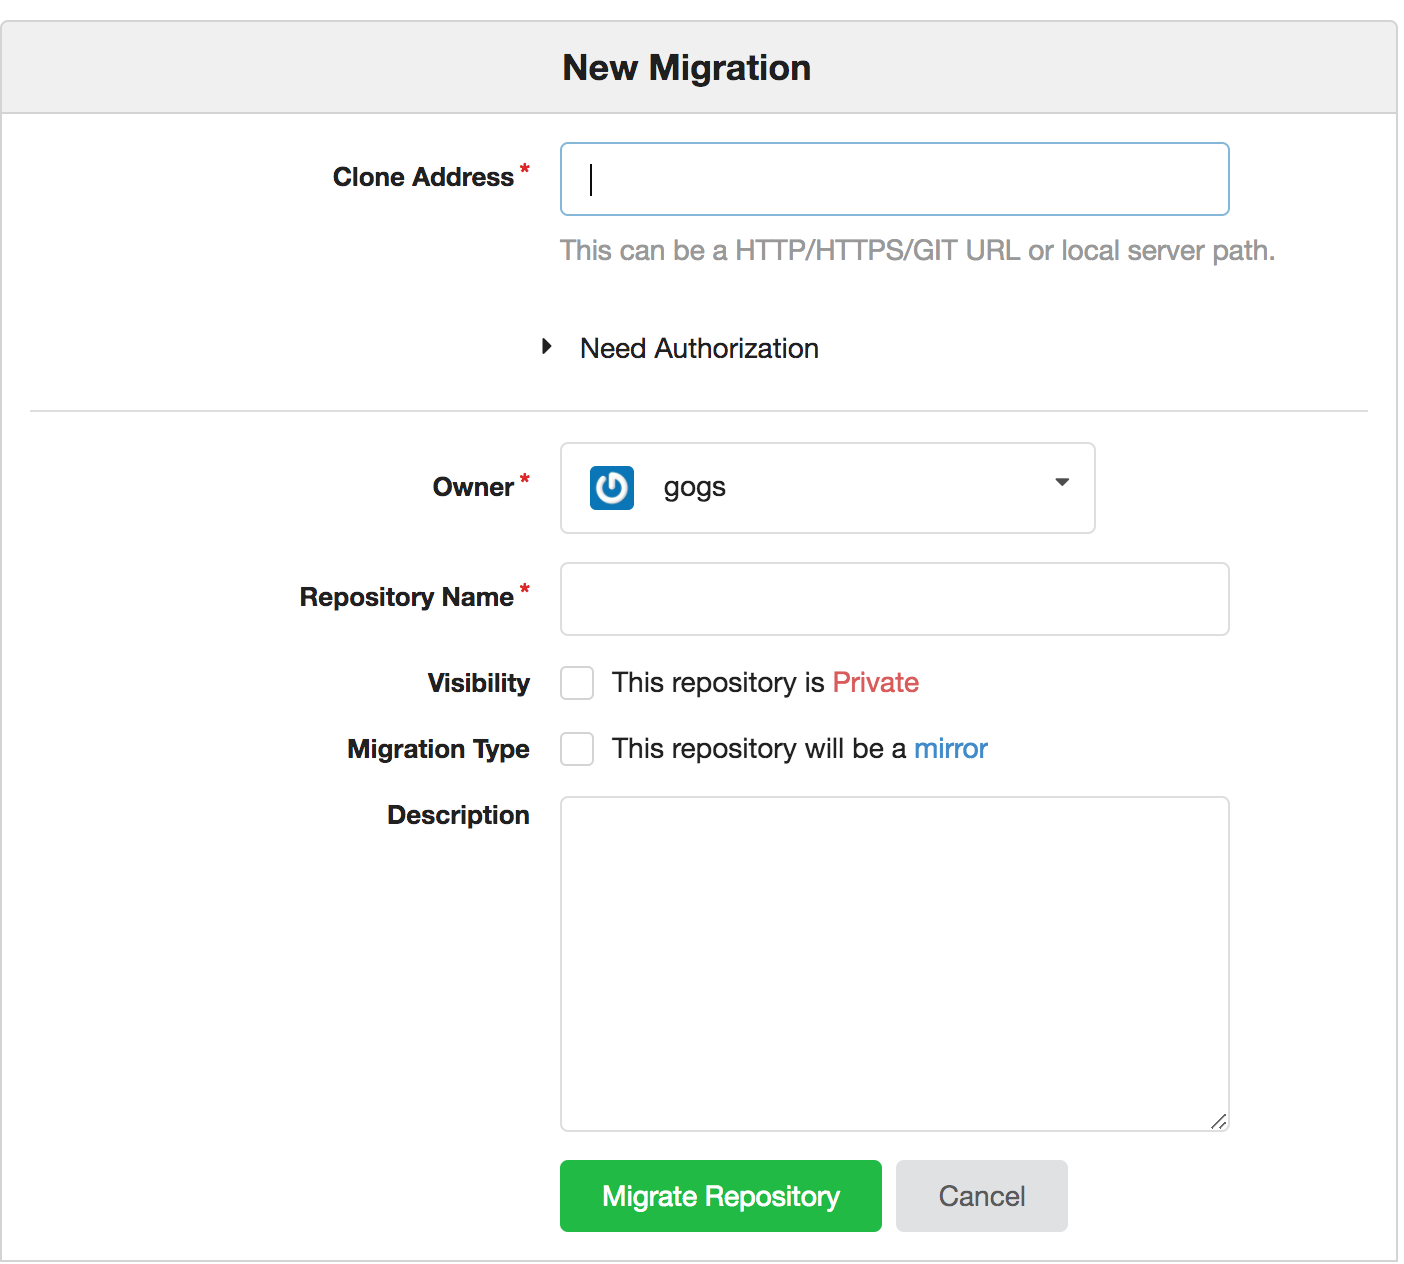 New Migration
Clone Address *
This can be a HTTP/HTTPS/GIT URL or local server path.
Need Authorization
Owner * gogs
Repository Name *
Visibility This repository is Private
Migration Type This repository will be a mirror
Description
Migrate Repository Cancel